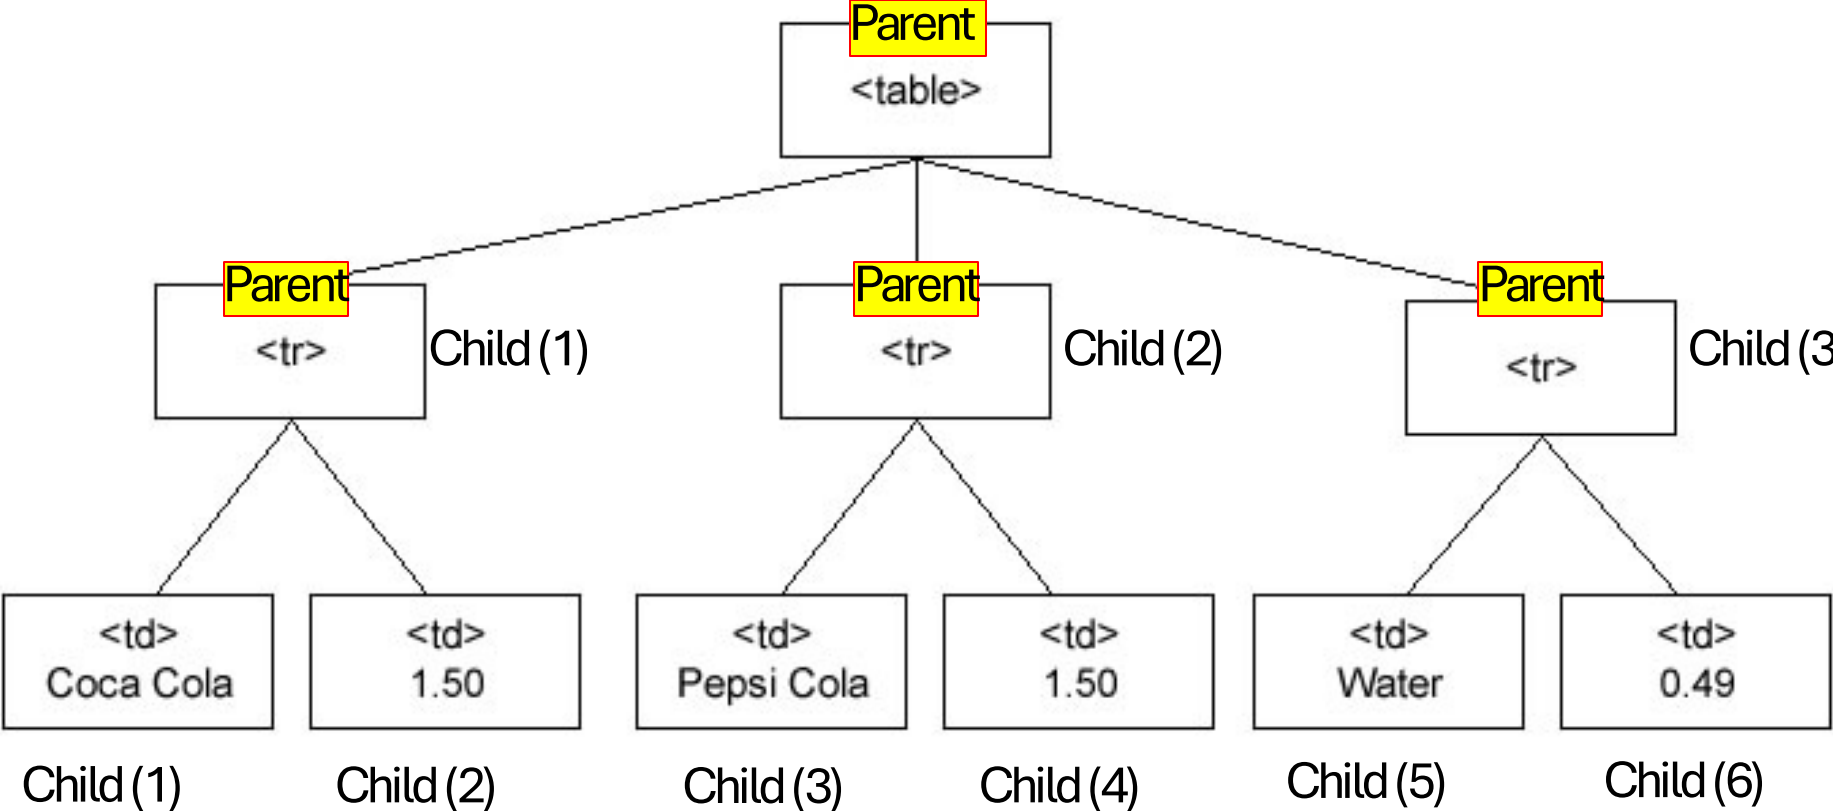 Parent
<table>
Parent
Parent
Parent
<tr>
Child (1)
<tr>
Child (2)
<tr>
Child (3
<td>
Coca Cola
<td>
1.50
<td>
Pepsi Cola
<td>
1.50
<td>
Water
<td>
0.49
Child (1)
Child (2)
Child (3)
Child (4)
Child (5)
Child (6)